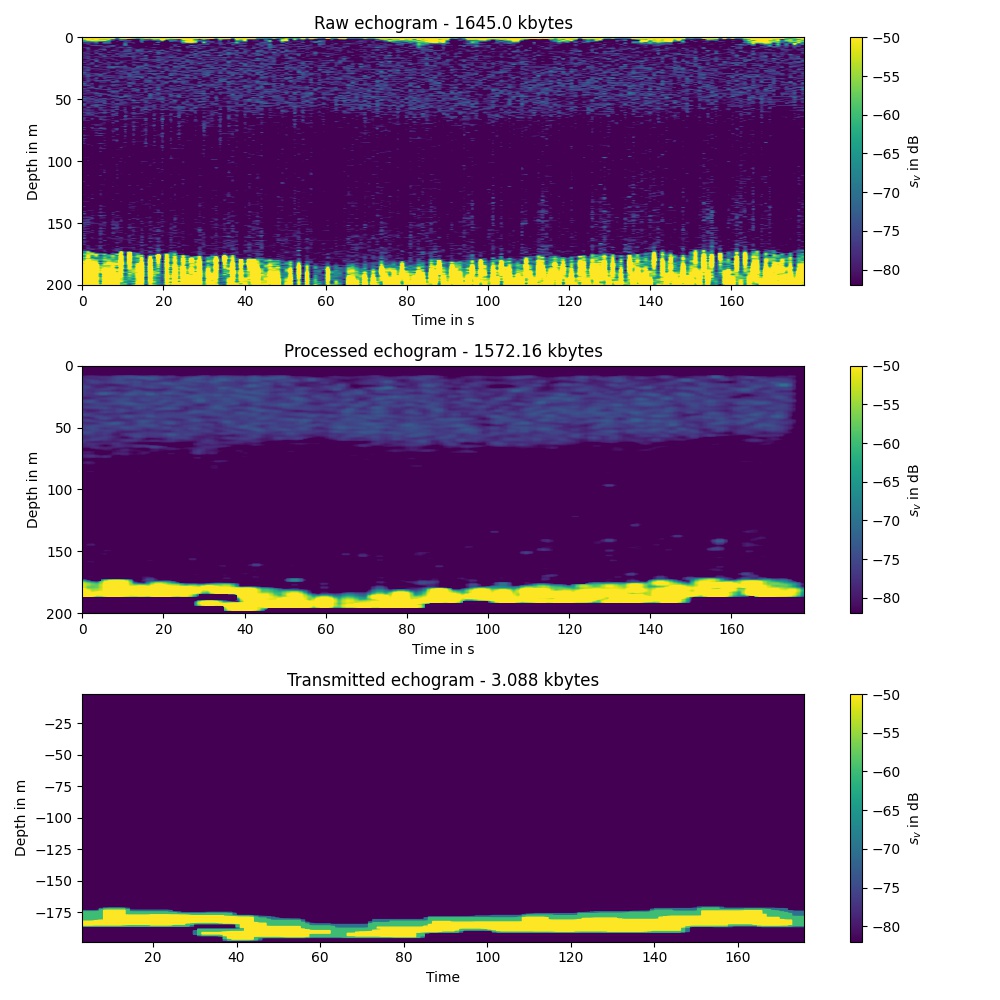 Raw echogram - 1645.0 kbytes
0
50
100
150
200
Depth in m
0 20 40 60 80 100 120 140 160
Time in s
−50
−55
−60
−65
−70
−75
−80
sv in dB
Processed echogram - 1572.16 kbytes
0
50
100
150
200
Depth in m
0 20 40 60 80 100 120 140 160
Time in s
−50
−55
−60
−65
−70
−75
−80
sv in dB
Transmitted echogram - 3.088 kbytes
−25
−50
−75
−100
−125
−150
−175
Depth in m
20 40 60 80 100 120 140 160
Time
−50
−55
−60
−65
−70
−75
−80
sv in dB